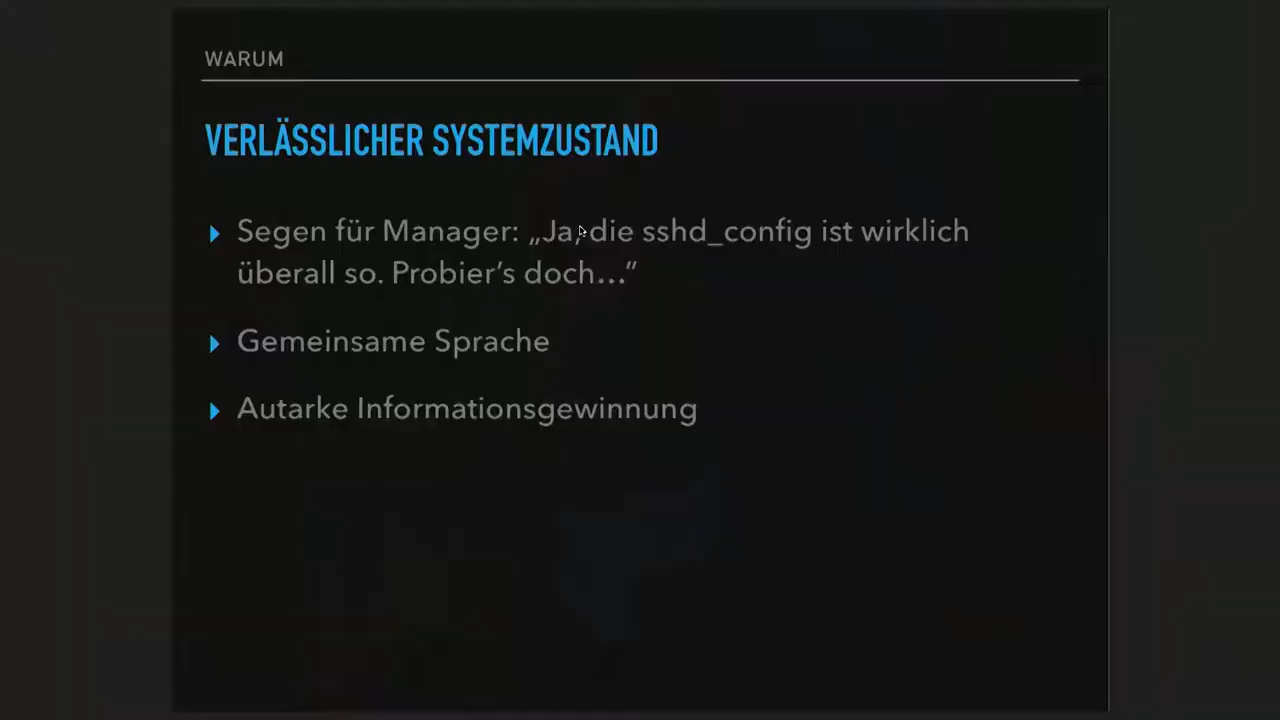 WARUM
VERLÄSSLICHER SYSTEMZUSTAND
Segen für Manager: „Ja, die sshd_config ist wirklich
überall so. Probier’s doch…”
Gemeinsame Sprache
Autarke Informationsgewinnung